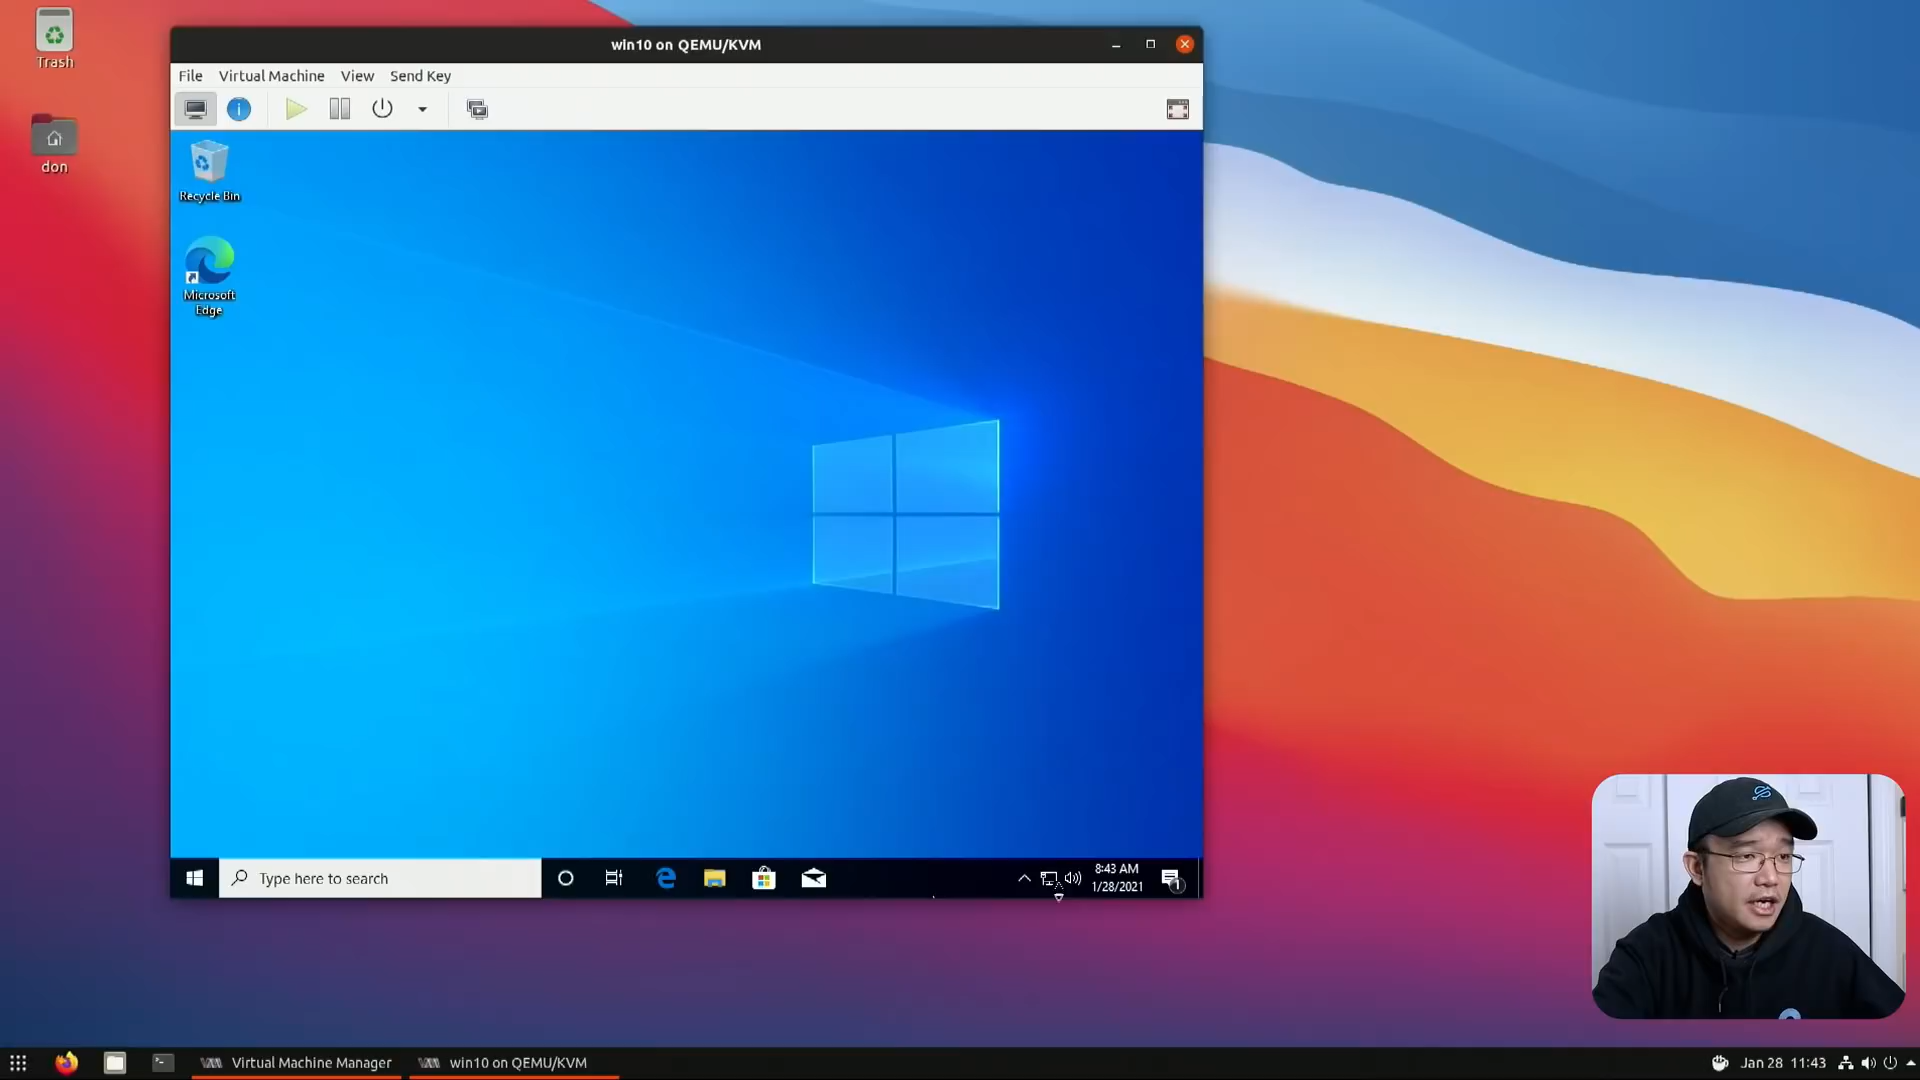 Trash
don
win10 on QEMU/KVM
File Virtual Machine View Send Key
Recycle Bin
Microsoft
Edge
Type here to search
8:43 AM
1/28/2021
1
Virtual Machine Manager
win10 on QEMU/KVM
Jan 28 11:43